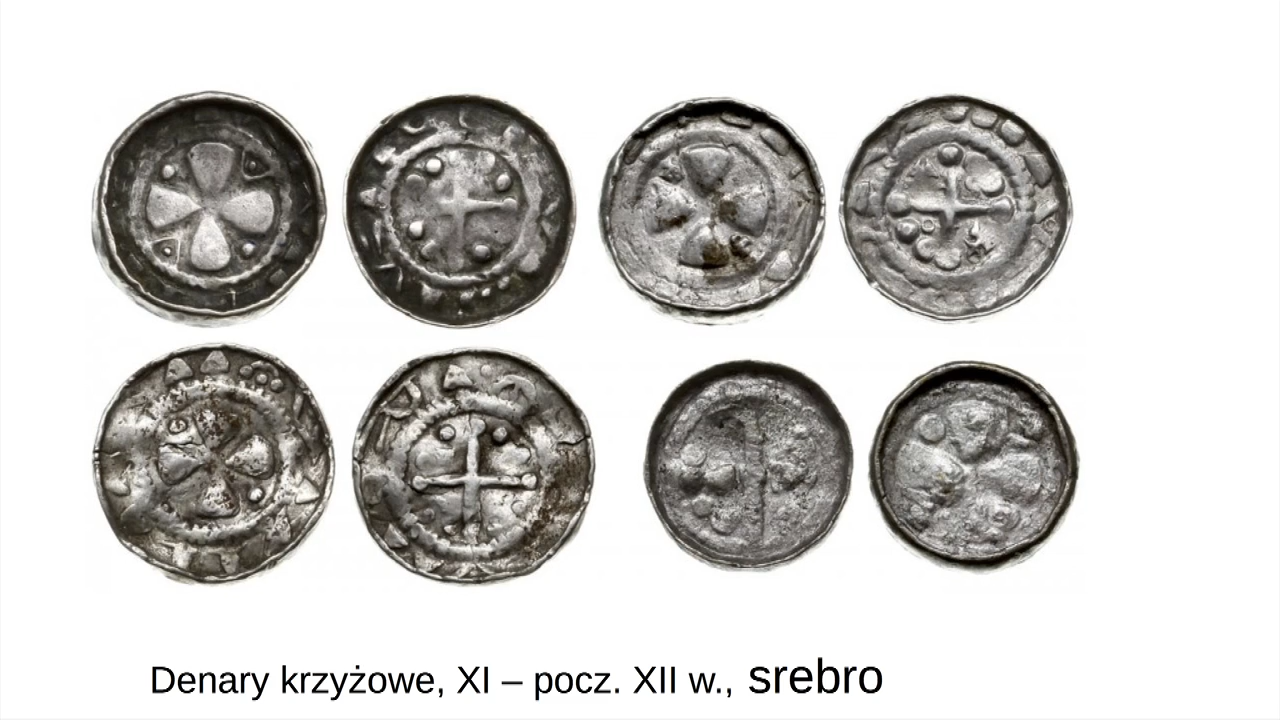 Denary krzyżowe, XI – pocz. XII w., srebro